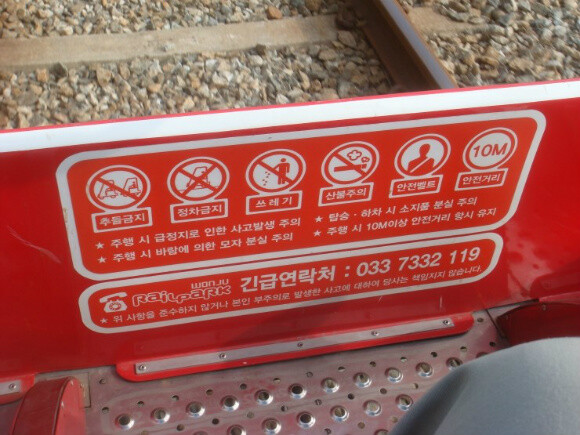 추돌금지 정차금지 쓰레기 산불주의 안전벨트 10M 안전거리
★ 주행 시 급정지로 인한 사고발생 주의 ★ 탑승·하차 시 소지품 분실 주의
★ 주행 시 바람에 의한 모자 분실 주의 ★ 주행 시 10M이상 안전거리 항시 유지
WONJU
RaiLPaRK 긴급연락처 : 033 7332 119
★ 위 사항을 준수하지 않거나 본인 부주의로 발생한 사고에 대하여 당사는 책임지지 않습니다.